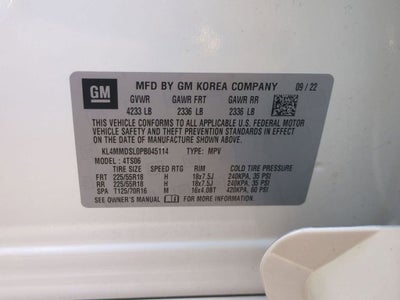 GM MFD BY GM KOREA COMPANY 09 / 22
GVWR GAWR FRT GAWR RR
4233 LB 2336 LB 2336 LB
THIS VEHICLE CONFORMS TO ALL APPLICABLE
U. S. FEDERAL MOTOR
VEHICLE SAFETY AND THEFT PREVENTION STANDARDS IN EFFECT ON THE
DATE OF MANUFACTURE SHOWN ABOVE.
KL4MMDSL0PB045114 TYPE: MPV
MODEL: 4TS06
TIRE SIZE SPEED RTG RIM COLD TIRE PRESSURE
FRT 225/55R18 H 18x7.5J 240KPA, 35 PSI
RR 225/55R18 H 18x7.5J 240KPA, 35 PSI
SPA T125/70R16 M 16x4.0BT 420KPA, 60 PSI
SEE OWNER'S MANUAL FOR ADDITIONAL INFORMATION.